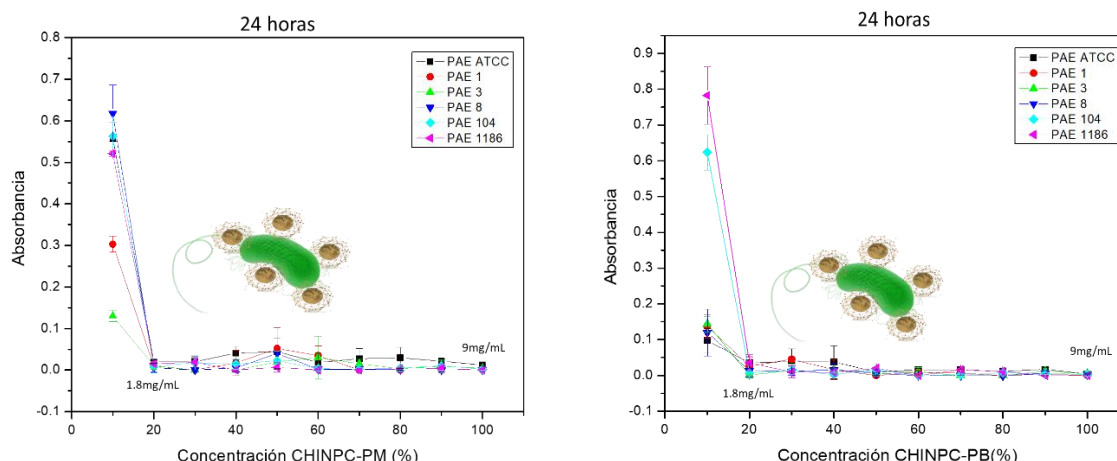 24 horas
0.8
0.7
0.6
0.5
0.4
0.3
0.2
0.1
0.0
-0.1
Absorbancia
PAE ATCC
PAE 1
PAE 3
PAE 8
PAE 104
PAE 1186
1.8mg/mL
9mg/mL
0 20 40 60 80 100
Concentración CHINPC-PM (%)
24 horas
0.9
0.8
0.7
0.6
0.5
0.4
0.3
0.2
0.1
0.0
-0.1
Absorbancia
PAE ATCC
PAE 1
PAE 3
PAE 8
PAE 104
PAE 1186
9mg/mL
1.8mg/mL
0 20 40 60 80 100
Concentración CHINPC-PB(%)